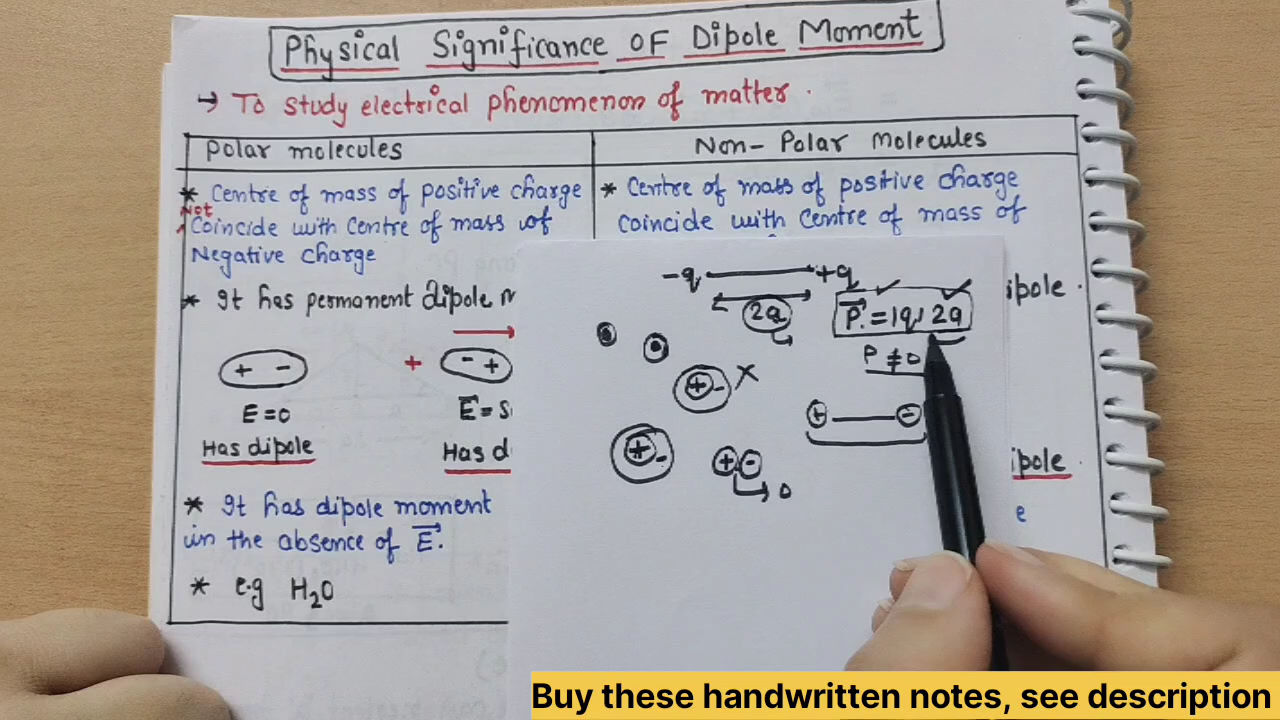 Physical Significance OF Dipole Moment
→ To study electrical phenomenon of matter.
Polar molecules
Non-Polar Molecules
* Centre of mass of positive charge
Not
Coincide with Centre of mass of
Negative charge
* Centre of mass of positive charge
coincide with centre of mass of
* It has permanent dipole m
dipole.
-q +q
2a
P = |q| 2a
P ≠ 0
+ -
E=0
Has dipole
+
- +
E = S
Has d
+ -
+ -
+ -
+ -
0
ipole.
e
* It has dipole moment
in the absence of E.
* e.g H₂O
Buy these handwritten notes, see description